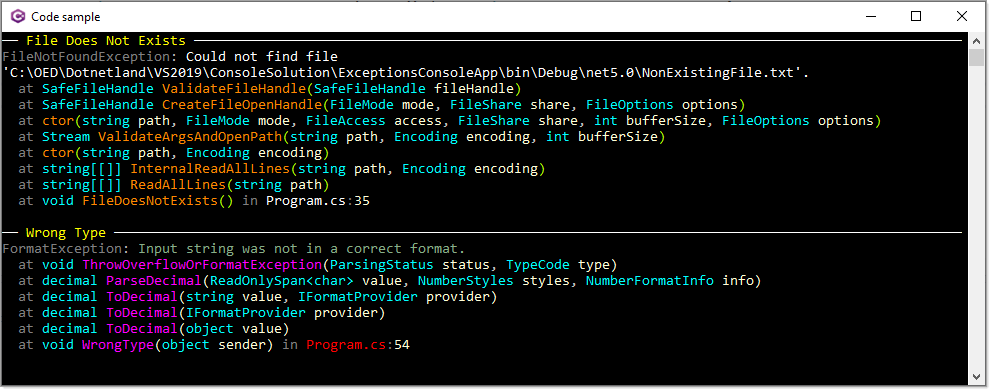 Code sample
File Does Not Exists
FileNotFoundException: Could not find file
'C:\OED\Dotnetland\VS2019\ConsoleSolution\ExceptionsConsoleApp\bin\Debug\net5.0\NonExistingFile.txt'.
at SafeFileHandle ValidateFileHandle(SafeFileHandle fileHandle)
at SafeFileHandle CreateFileOpenHandle(FileMode mode, FileShare share, FileOptions options)
at ctor(string path, FileMode mode, FileAccess access, FileShare share, int bufferSize, FileOptions options)
at Stream ValidateArgsAndOpenPath(string path, Encoding encoding, int bufferSize)
at ctor(string path, Encoding encoding)
at string[[]] InternalReadAllLines(string path, Encoding encoding)
at string[[]] ReadAllLines(string path)
at void FileDoesNotExists() in Program.cs:35
Wrong Type
FormatException: Input string was not in a correct format.
at void ThrowOverflowOrFormatException(ParsingStatus status, TypeCode type)
at decimal ParseDecimal(ReadOnlySpan<char> value, NumberStyles styles, NumberFormatInfo info)
at decimal ToDecimal(string value, IFormatProvider provider)
at decimal ToDecimal(IFormatProvider provider)
at decimal ToDecimal(object value)
at void WrongType(object sender) in Program.cs:54